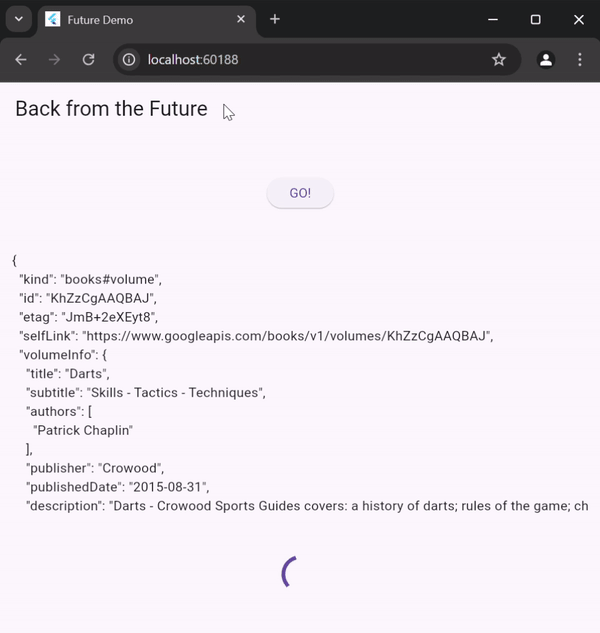 Future Demo
localhost:60188
Back from the Future
GO!
{
"kind": "books#volume",
"id": "KhZzCgAAQBAJ",
"etag": "JmB+2eXEyt8",
"selfLink": "https://www.googleapis.com/books/v1/volumes/KhZzCgAAQBAJ",
"volumeInfo": {
"title": "Darts",
"subtitle": "Skills - Tactics - Techniques",
"authors": [
"Patrick Chaplin"
],
"publisher": "Crowood",
"publishedDate": "2015-08-31",
"description": "Darts - Crowood Sports Guides covers: a history of darts; rules of the game; ch